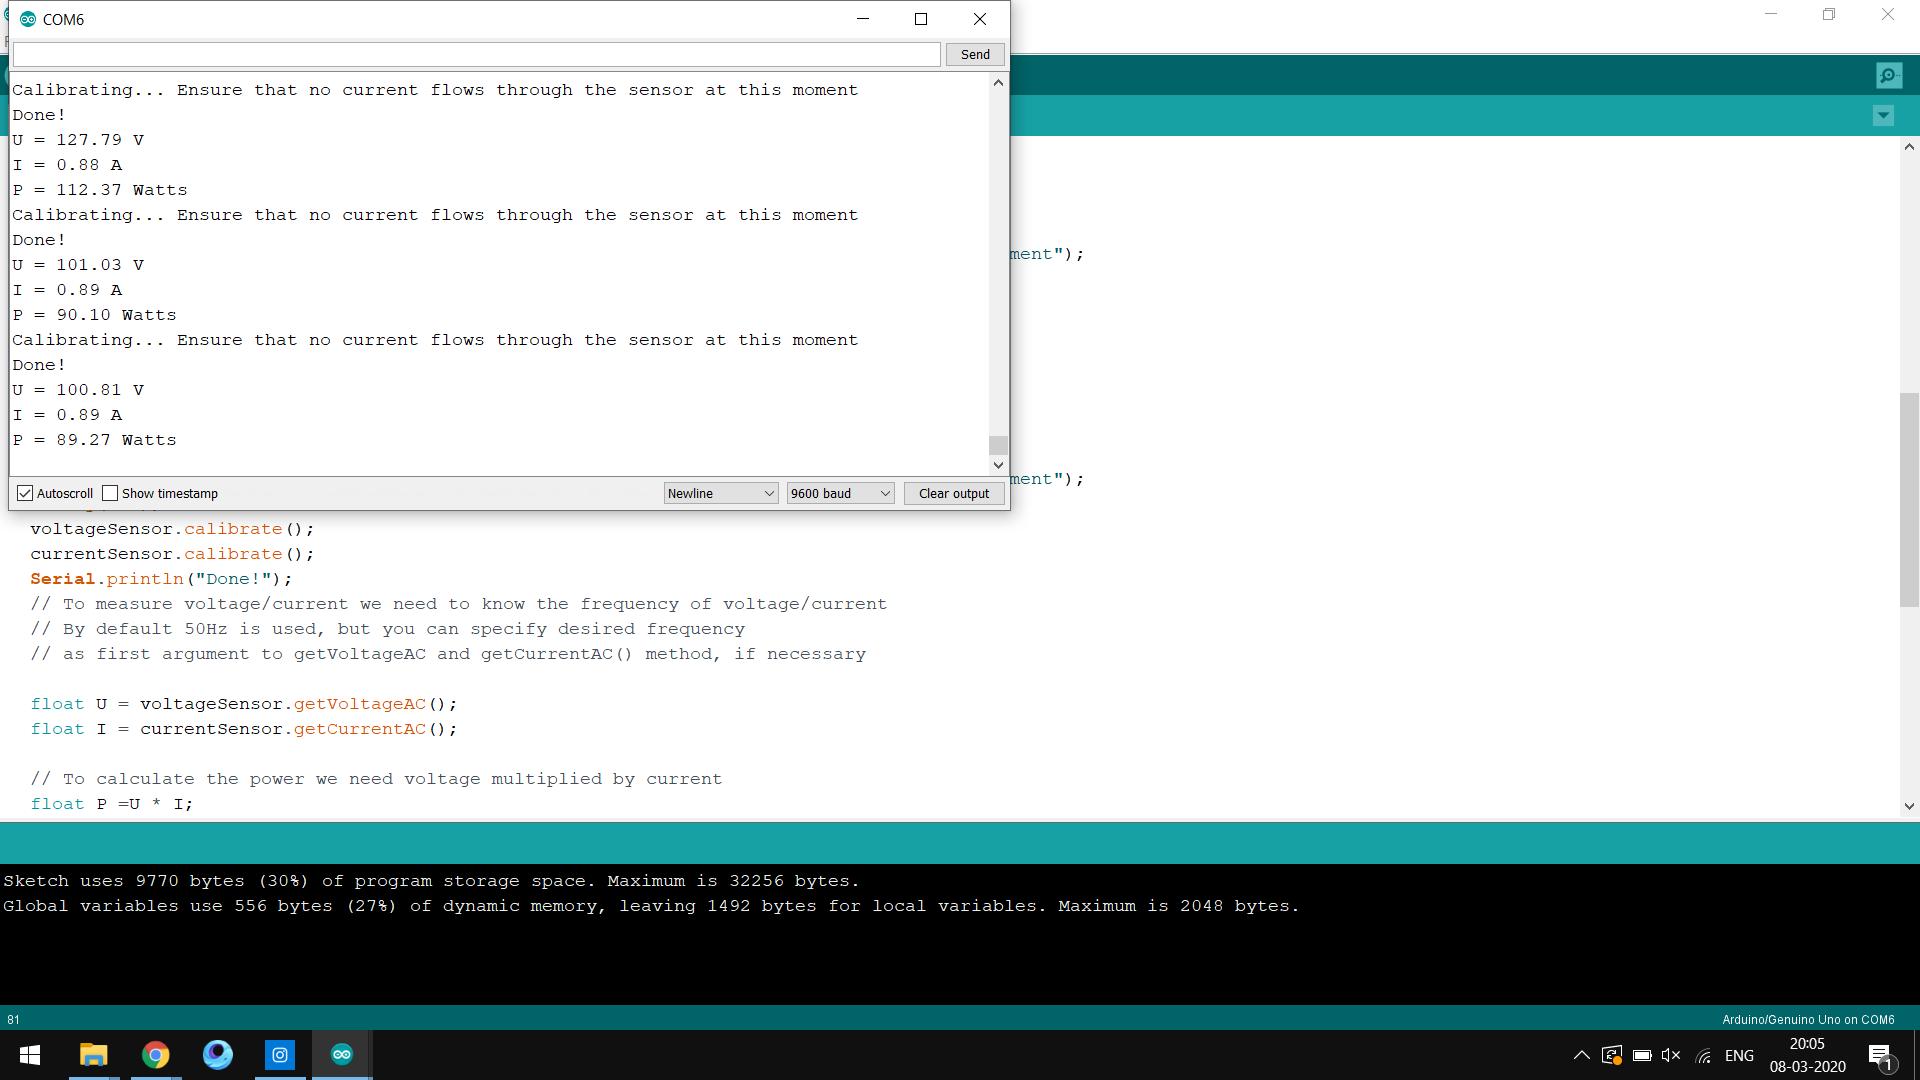 COM6
Send
Calibrating... Ensure that no current flows through the sensor at this moment
Done!
U = 127.79 V
I = 0.88 A
P = 112.37 Watts
Calibrating... Ensure that no current flows through the sensor at this moment
Done!
U = 101.03 V
I = 0.89 A
P = 90.10 Watts
Calibrating... Ensure that no current flows through the sensor at this moment
Done!
U = 100.81 V
I = 0.89 A
P = 89.27 Watts
Autoscroll Show timestamp Newline 9600 baud Clear output
ment");
ment");
voltageSensor.calibrate();
currentSensor.calibrate();
Serial.println("Done!");
// To measure voltage/current we need to know the frequency of voltage/current
// By default 50Hz is used, but you can specify desired frequency
// as first argument to getVoltageAC and getCurrentAC() method, if necessary
float U = voltageSensor.getVoltageAC();
float I = currentSensor.getCurrentAC();
// To calculate the power we need voltage multiplied by current
float P =U * I;
Sketch uses 9770 bytes (30%) of program storage space. Maximum is 32256 bytes.
Global variables use 556 bytes (27%) of dynamic memory, leaving 1492 bytes for local variables. Maximum is 2048 bytes.
81 Arduino/Genuino Uno on COM6
ENG
20:05
08-03-2020
1